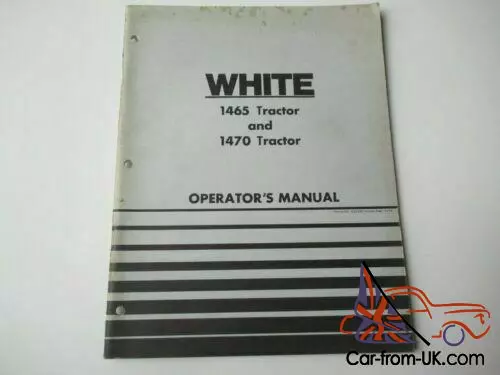 WHITE
1465 Tractor
and
1470 Tractor
OPERATOR'S MANUAL
Car-from-UK.com